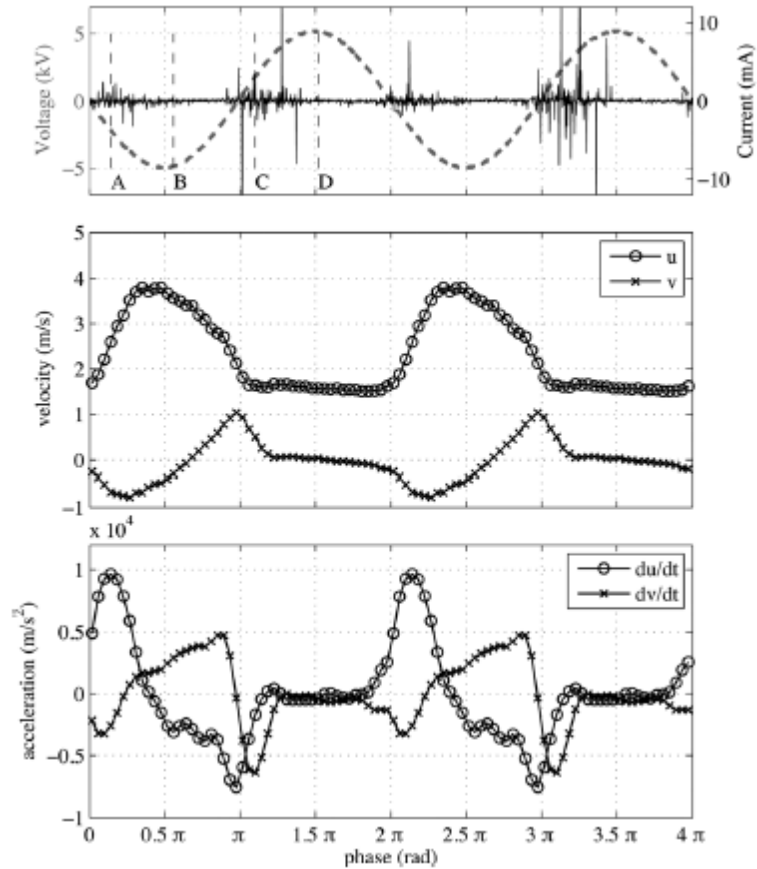 5
0
−5
Voltage (kV)
10
0
−10
Current (mA)
A B C D
5
4
3
2
1
0
−1
velocity (m/s)
u
v
x 10^4
1
0.5
0
−0.5
−1
acceleration (m/s²)
du/dt
dv/dt
0 0.5 π π 1.5 π 2 π 2.5 π 3 π 3.5 π 4 π
phase (rad)